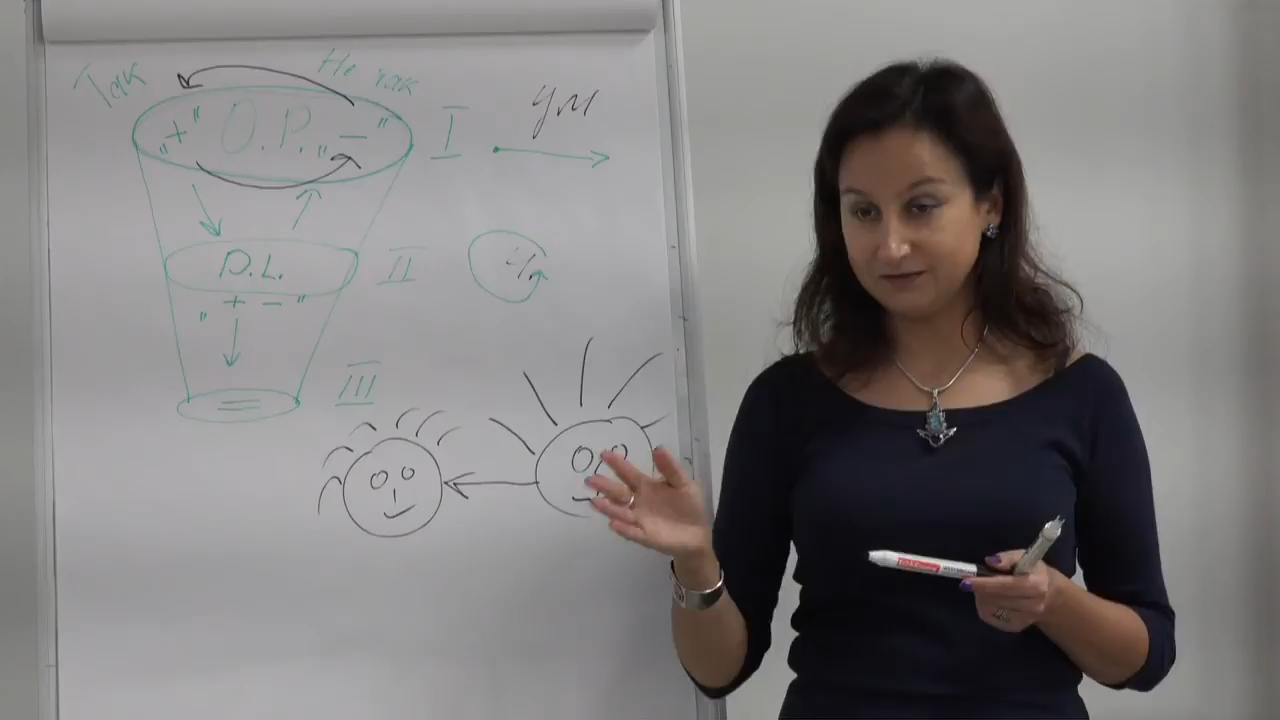 Так
Не так
„+" О.Р. „–"
I
ум
D.L.
II
„+ –"
III